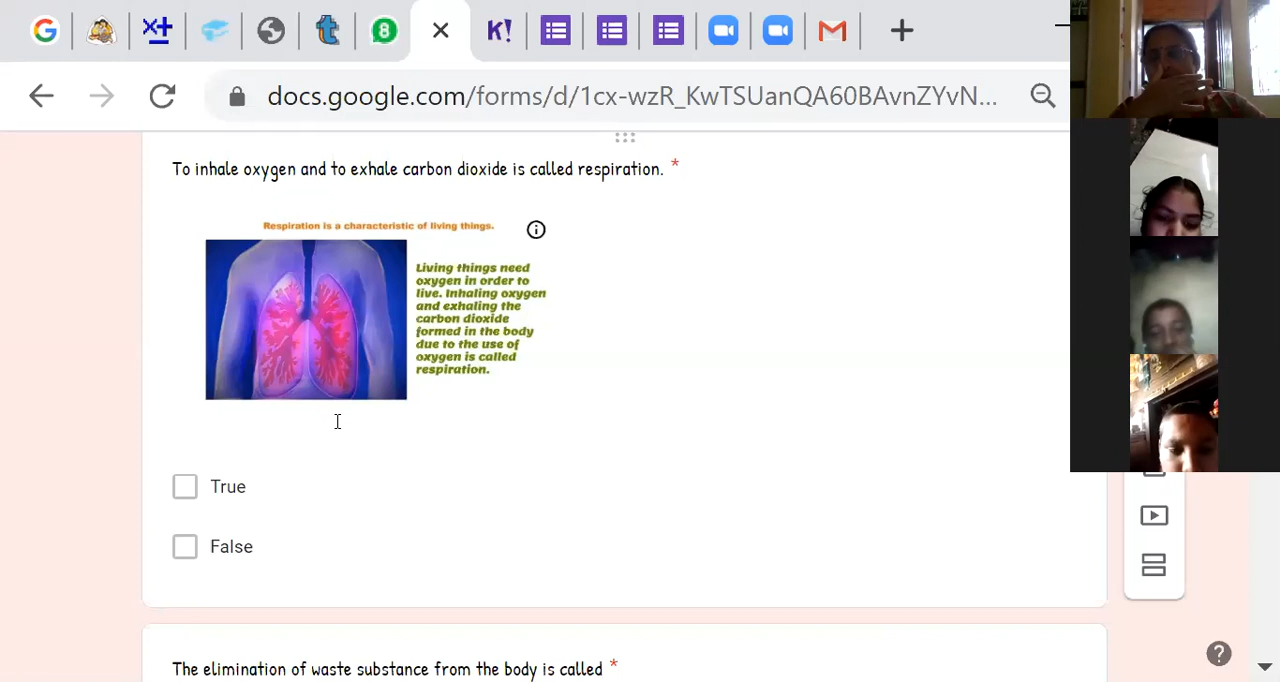 docs.google.com/forms/d/1cx-wzR_KwTSUanQA60BAvnZYvN...
To inhale oxygen and to exhale carbon dioxide is called respiration. *
Respiration is a characteristic of living things.
Living things need
oxygen in order to
live. Inhaling oxygen
and exhaling the
carbon dioxide
formed in the body
due to the use of
oxygen is called
respiration.
True
False
The elimination of waste substance from the body is called *